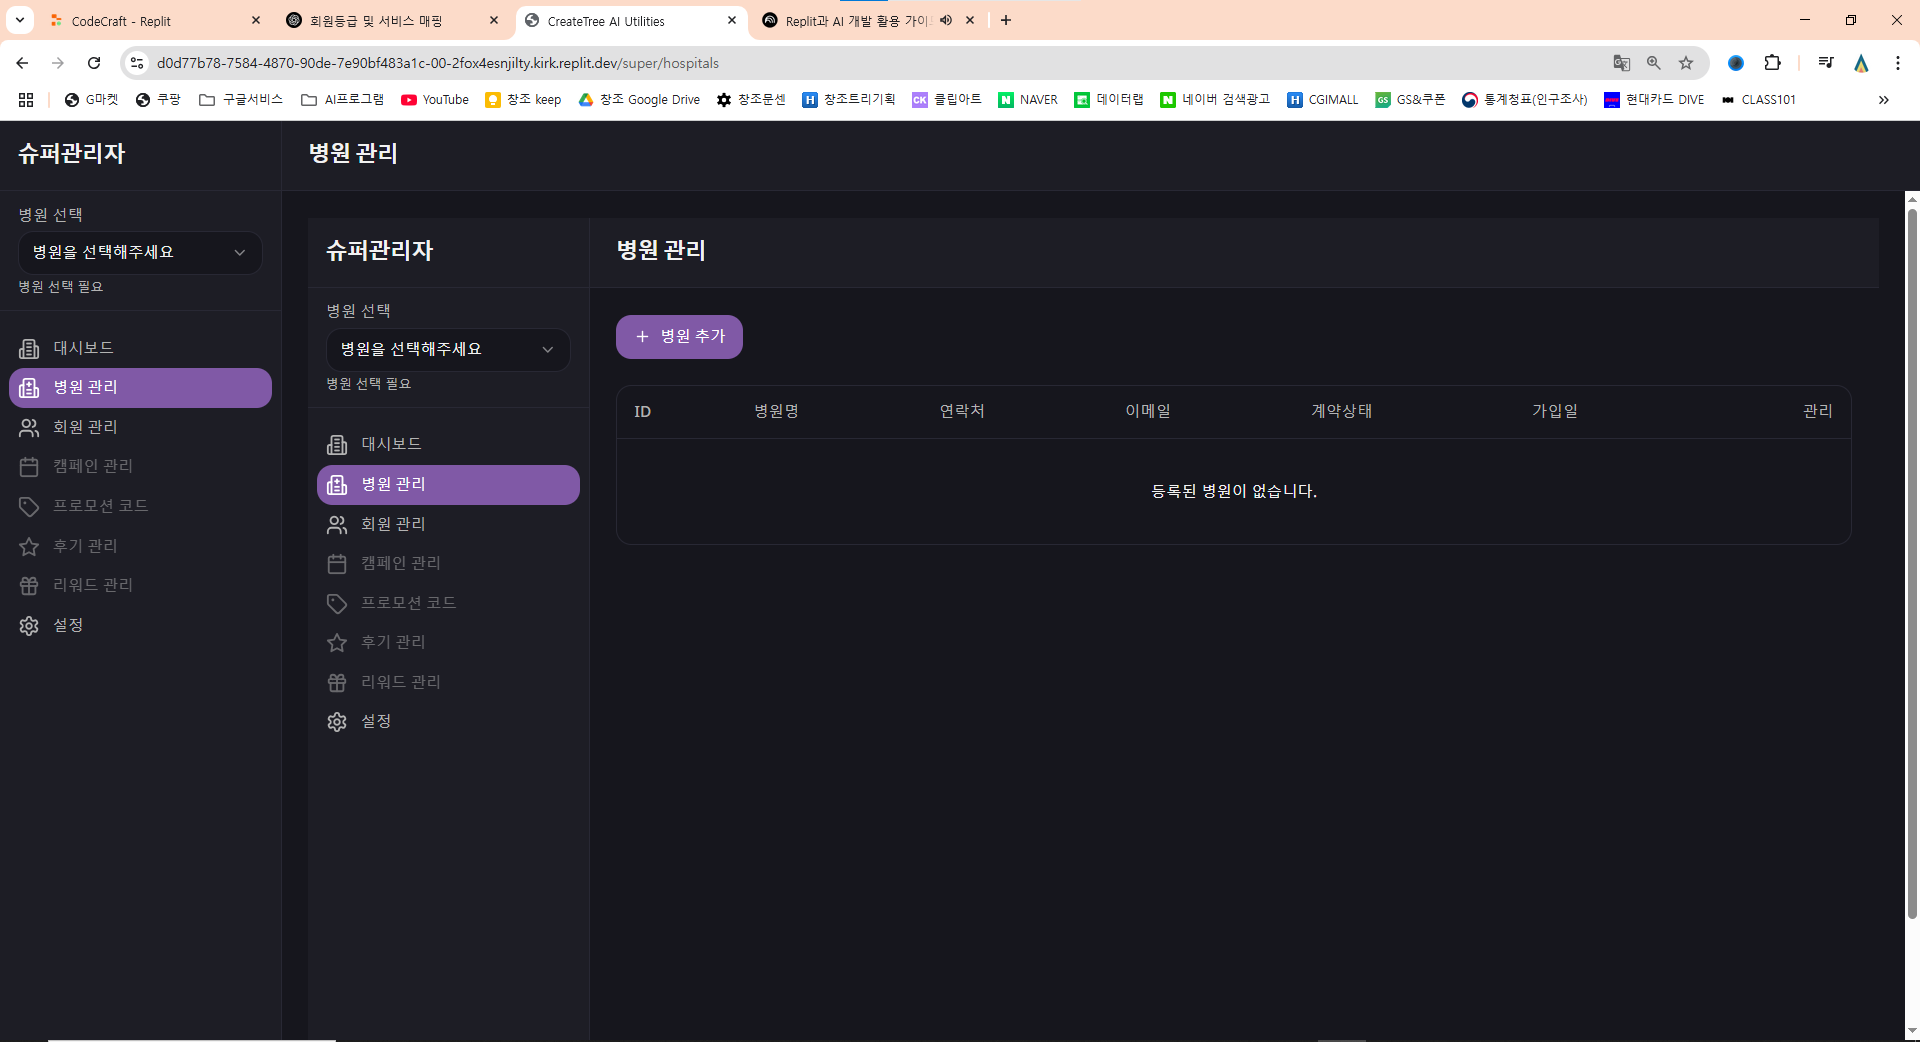 CodeCraft - Replit
회원등급 및 서비스 매핑
CreateTree AI Utilities
Replit과 AI 개발 활용 가이
d0d77b78-7584-4870-90de-7e90bf483a1c-00-2fox4esnjilty.kirk.replit.dev/super/hospitals
G마켓
쿠팡
구글서비스
AI프로그램
YouTube
창조 keep
창조 Google Drive
창조문센
창조트리기획
클립아트
NAVER
데이터랩
네이버 검색광고
CGIMALL
GS&쿠폰
통계청표(인구조사)
현대카드 DIVE
CLASS101
슈퍼관리자
병원 선택
병원을 선택해주세요
병원 선택 필요
대시보드
병원 관리
회원 관리
캠페인 관리
프로모션 코드
후기 관리
리워드 관리
설정
병원 관리
슈퍼관리자
병원 선택
병원을 선택해주세요
병원 선택 필요
대시보드
병원 관리
회원 관리
캠페인 관리
프로모션 코드
후기 관리
리워드 관리
설정
병원 관리
+ 병원 추가
ID 병원명 연락처 이메일 계약상태 가입일 관리
등록된 병원이 없습니다.